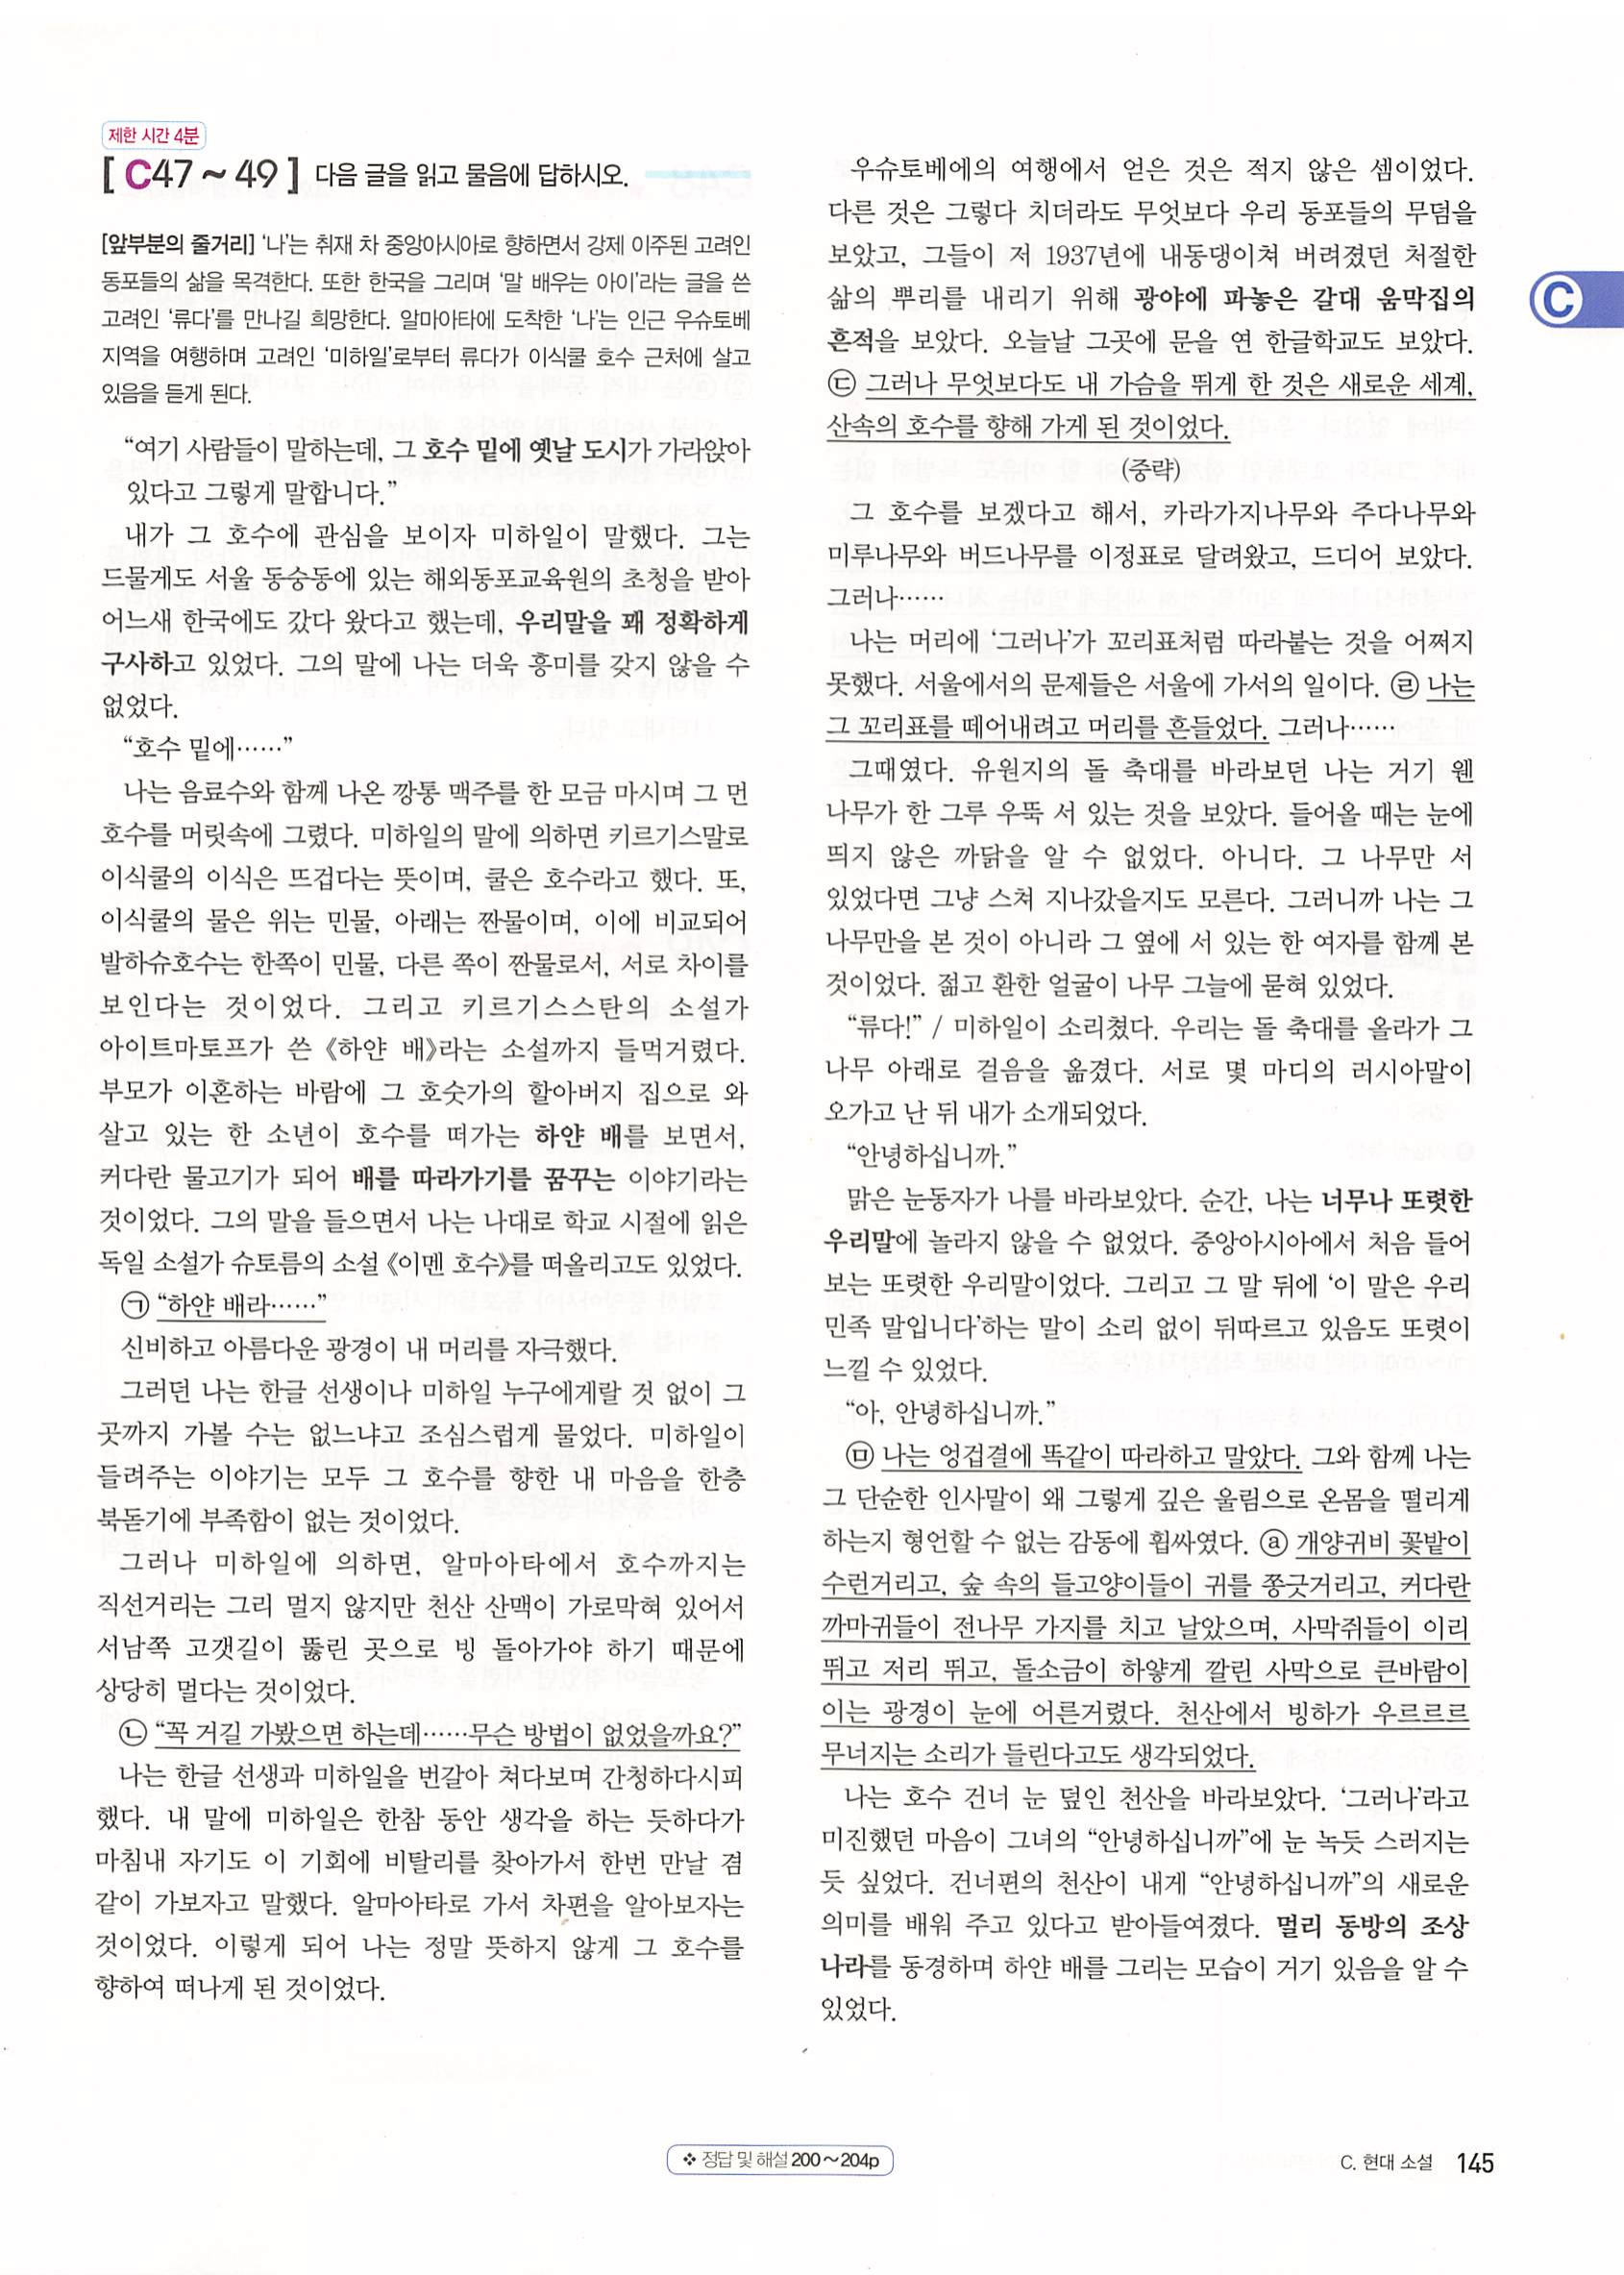 제한 시간 4분
[ C47 ~ 49 ] 다음 글을 읽고 물음에 답하시오.
[앞부분의 줄거리] ‘나’는 취재 차 중앙아시아로 향하면서 강제 이주된 고려인
동포들의 삶을 목격한다. 또한 한국을 그리며 ‘말 배우는 아이’라는 글을 쓴
고려인 ‘류다’를 만나길 희망한다. 알마아타에 도착한 ‘나’는 인근 우슈토베
지역을 여행하며 고려인 ‘미하일’로부터 류다가 이식쿨 호수 근처에 살고
있음을 듣게 된다.
“여기 사람들이 말하는데, 그 호수 밑에 옛날 도시가 가라앉아
있다고 그렇게 말합니다.”
내가 그 호수에 관심을 보이자 미하일이 말했다. 그는
드물게도 서울 동숭동에 있는 해외동포교육원의 초청을 받아
어느새 한국에도 갔다 왔다고 했는데, 우리말을 꽤 정확하게
구사하고 있었다. 그의 말에 나는 더욱 흥미를 갖지 않을 수
없었다.
“호수 밑에……”
나는 음료수와 함께 나온 깡통 맥주를 한 모금 마시며 그 먼
호수를 머릿속에 그렸다. 미하일의 말에 의하면 키르기스말로
이식쿨의 이식은 뜨겁다는 뜻이며, 쿨은 호수라고 했다. 또,
이식쿨의 물은 위는 민물, 아래는 짠물이며, 이에 비교되어
발하슈호수는 한쪽이 민물, 다른 쪽이 짠물로서, 서로 차이를
보인다는 것이었다. 그리고 키르기스스탄의 소설가
아이트마토프가 쓴 《하얀 배》라는 소설까지 들먹거렸다.
부모가 이혼하는 바람에 그 호숫가의 할아버지 집으로 와
살고 있는 한 소년이 호수를 떠가는 하얀 배를 보면서,
커다란 물고기가 되어 배를 따라가기를 꿈꾸는 이야기라는
것이었다. 그의 말을 들으면서 나는 나대로 학교 시절에 읽은
독일 소설가 슈토름의 소설 《이멘 호수》를 떠올리고도 있었다.
㉠ “하얀 배라……”
신비하고 아름다운 광경이 내 머리를 자극했다.
그러던 나는 한글 선생이나 미하일 누구에게랄 것 없이 그
곳까지 가볼 수는 없느냐고 조심스럽게 물었다. 미하일이
들려주는 이야기는 모두 그 호수를 향한 내 마음을 한층
북돋기에 부족함이 없는 것이었다.
그러나 미하일에 의하면, 알마아타에서 호수까지는
직선거리는 그리 멀지 않지만 천산 산맥이 가로막혀 있어서
서남쪽 고갯길이 뚫린 곳으로 빙 돌아가야 하기 때문에
상당히 멀다는 것이었다.
㉡ “꼭 거길 가봤으면 하는데……무슨 방법이 없었을까요?”
나는 한글 선생과 미하일을 번갈아 쳐다보며 간청하다시피
했다. 내 말에 미하일은 한참 동안 생각을 하는 듯하다가
마침내 자기도 이 기회에 비탈리를 찾아가서 한번 만날 겸
같이 가보자고 말했다. 알마아타로 가서 차편을 알아보자는
것이었다. 이렇게 되어 나는 정말 뜻하지 않게 그 호수를
향하여 떠나게 된 것이었다.
우슈토베에의 여행에서 얻은 것은 적지 않은 셈이었다.
다른 것은 그렇다 치더라도 무엇보다 우리 동포들의 무덤을
보았고, 그들이 저 1937년에 내동댕이쳐 버려졌던 처절한
삶의 뿌리를 내리기 위해 광야에 파놓은 갈대 움막집의
흔적을 보았다. 오늘날 그곳에 문을 연 한글학교도 보았다.
㉢ 그러나 무엇보다도 내 가슴을 뛰게 한 것은 새로운 세계,
산속의 호수를 향해 가게 된 것이었다.
(중략)
그 호수를 보겠다고 해서, 카라가지나무와 주다나무와
미루나무와 버드나무를 이정표로 달려왔고, 드디어 보았다.
그러나……
나는 머리에 ‘그러나’가 꼬리표처럼 따라붙는 것을 어쩌지
못했다. 서울에서의 문제들은 서울에 가서의 일이다. ㉣ 나는
그 꼬리표를 떼어내려고 머리를 흔들었다. 그러나……
그때였다. 유원지의 돌 축대를 바라보던 나는 거기 웬
나무가 한 그루 우뚝 서 있는 것을 보았다. 들어올 때는 눈에
띄지 않은 까닭을 알 수 없었다. 아니다. 그 나무만 서
있었다면 그냥 스쳐 지나갔을지도 모른다. 그러니까 나는 그
나무만을 본 것이 아니라 그 옆에 서 있는 한 여자를 함께 본
것이었다. 젊고 환한 얼굴이 나무 그늘에 묻혀 있었다.
“류다!” / 미하일이 소리쳤다. 우리는 돌 축대를 올라가 그
나무 아래로 걸음을 옮겼다. 서로 몇 마디의 러시아말이
오가고 난 뒤 내가 소개되었다.
“안녕하십니까.”
맑은 눈동자가 나를 바라보았다. 순간, 나는 너무나 또렷한
우리말에 놀라지 않을 수 없었다. 중앙아시아에서 처음 들어
보는 또렷한 우리말이었다. 그리고 그 말 뒤에 ‘이 말은 우리
민족 말입니다’하는 말이 소리 없이 뒤따르고 있음도 또렷이
느낄 수 있었다.
“아, 안녕하십니까.”
㉤ 나는 엉겁결에 똑같이 따라하고 말았다. 그와 함께 나는
그 단순한 인사말이 왜 그렇게 깊은 울림으로 온몸을 떨리게
하는지 형언할 수 없는 감동에 휩싸였다. ⓐ 개양귀비 꽃밭이
수런거리고, 숲 속의 들고양이들이 귀를 쫑긋거리고, 커다란
까마귀들이 전나무 가지를 치고 날았으며, 사막쥐들이 이리
뛰고 저리 뛰고, 돌소금이 하얗게 깔린 사막으로 큰바람이
이는 광경이 눈에 어른거렸다. 천산에서 빙하가 우르르르
무너지는 소리가 들린다고도 생각되었다.
나는 호수 건너 눈 덮인 천산을 바라보았다. ‘그러나’라고
미진했던 마음이 그녀의 “안녕하십니까”에 눈 녹듯 스러지는
듯 싶었다. 건너편의 천산이 내게 “안녕하십니까”의 새로운
의미를 배워 주고 있다고 받아들여졌다. 멀리 동방의 조상
나라를 동경하며 하얀 배를 그리는 모습이 거기 있음을 알 수
있었다.
C
❖ 정답 및 해설 200～204p
C. 현대 소설 145